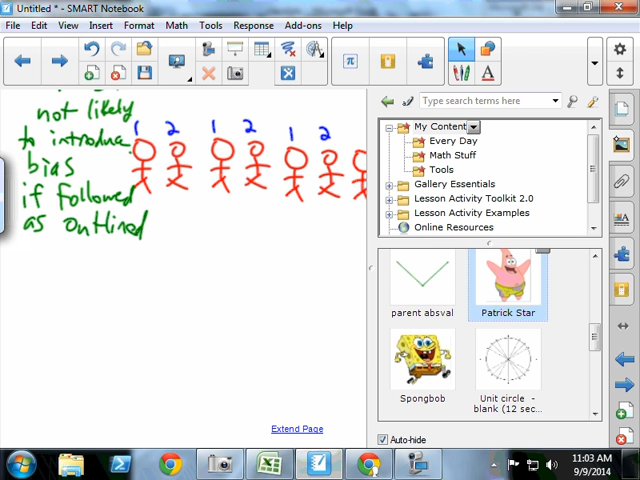 Untitled * - SMART Notebook
File Edit View Insert Format Math Tools Response Add-ons Help
Type search terms here
My Content
Every Day
Math Stuff
Tools
Gallery Essentials
Lesson Activity Toolkit 2.0
Lesson Activity Examples
Online Resources
not likely
to introduce
bias
if followed
as outlined
1 2 1 2 1 2
parent absval
Patrick Star
Spongbob
Unit circle -
blank (12 sec...
Extend Page
Auto-hide
11:03 AM
9/9/2014